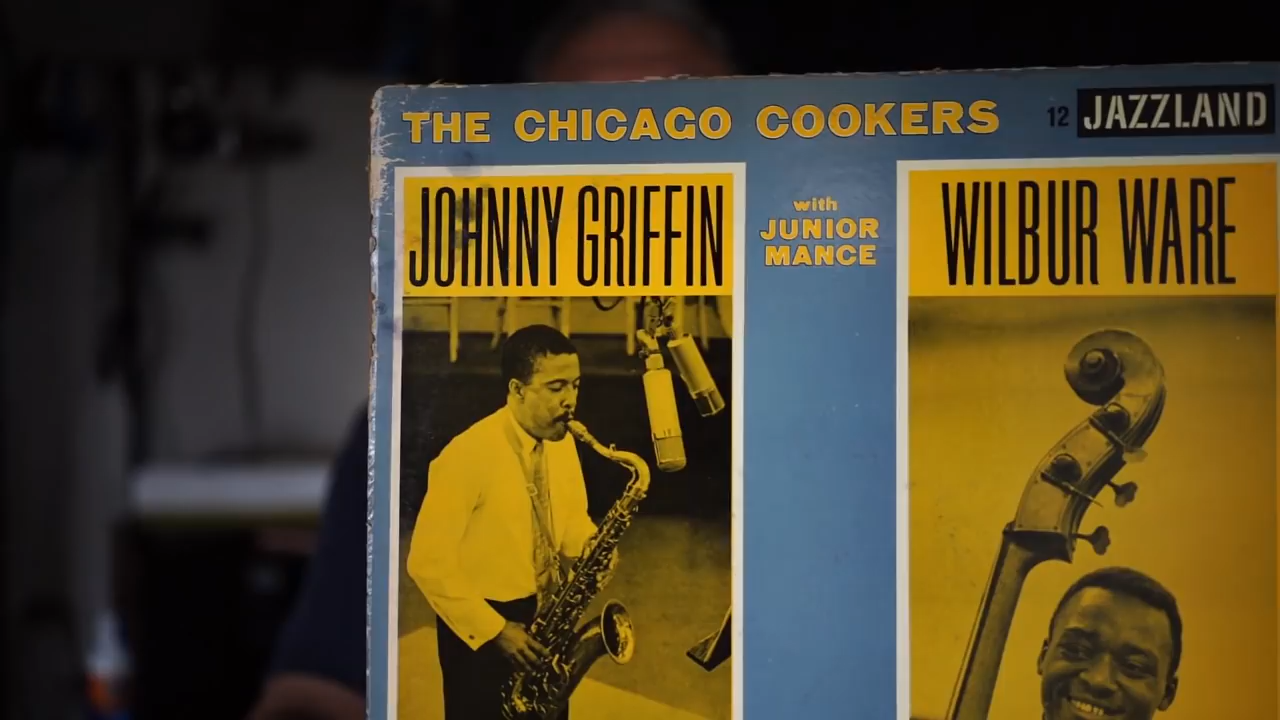 THE CHICAGO COOKERS
12 JAZZLAND
JOHNNY GRIFFIN
with
JUNIOR
MANCE
WILBUR WARE